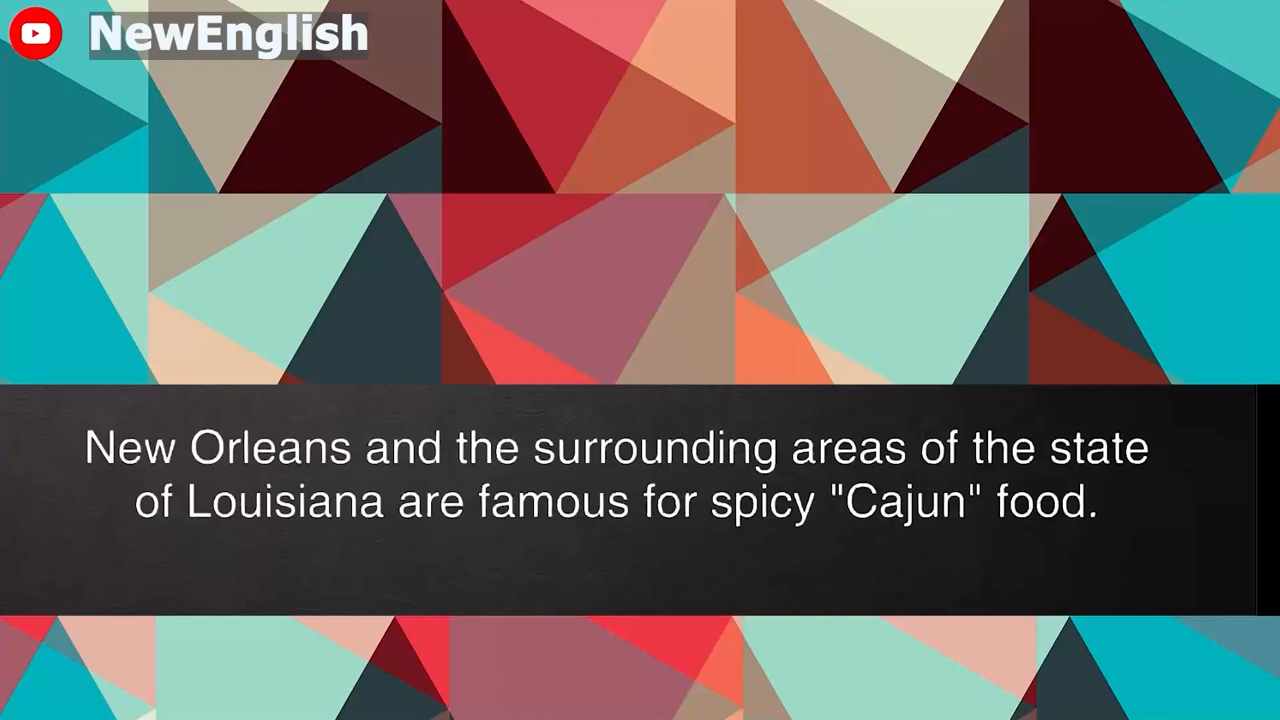 NewEnglish
New Orleans and the surrounding areas of the state
of Louisiana are famous for spicy "Cajun" food.